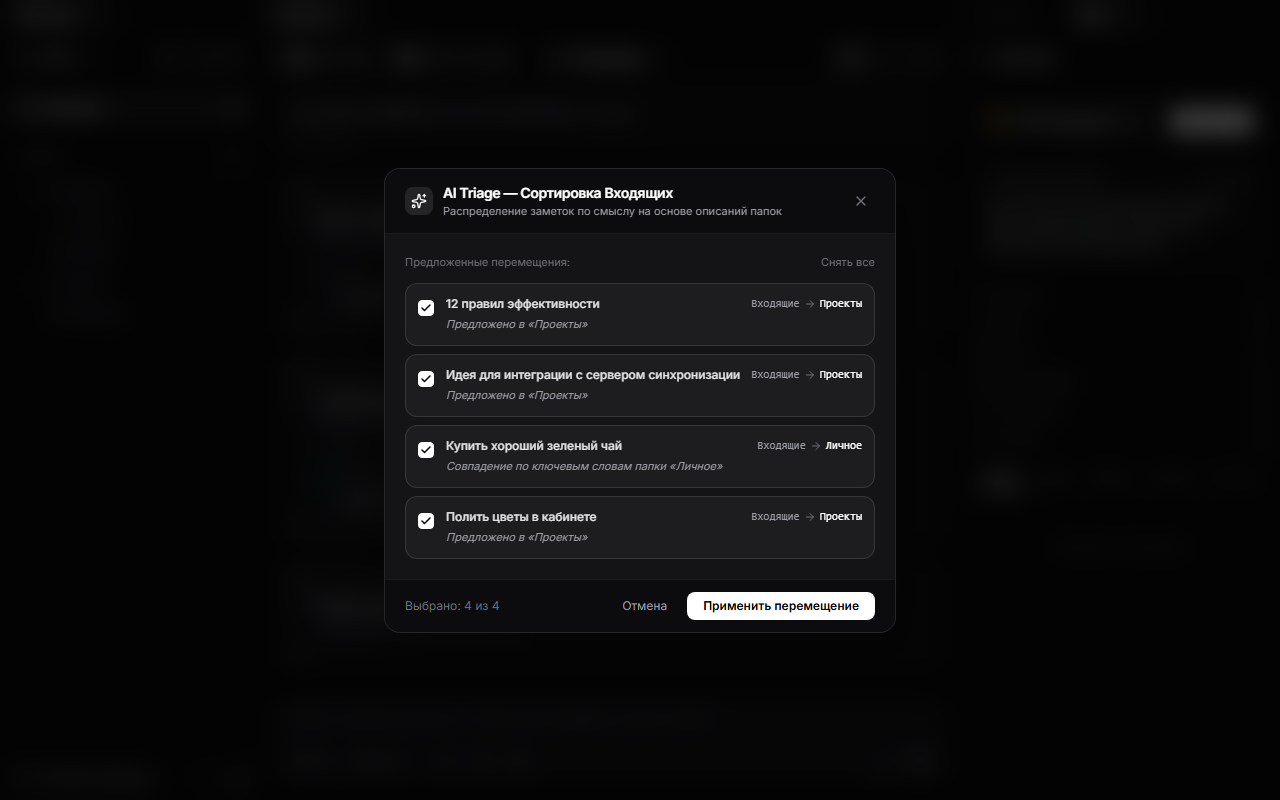 AI Triage — Сортировка Входящих
Распределение заметок по смыслу на основе описаний папок
Предложенные перемещения: Снять все
12 правил эффективности Входящие → Проекты
Предложено в «Проекты»
Идея для интеграции с сервером синхронизации Входящие → Проекты
Предложено в «Проекты»
Купить хороший зеленый чай Входящие → Личное
Совпадение по ключевым словам папки «Личное»
Полить цветы в кабинете Входящие → Проекты
Предложено в «Проекты»
Выбрано: 4 из 4 Отмена Применить перемещение